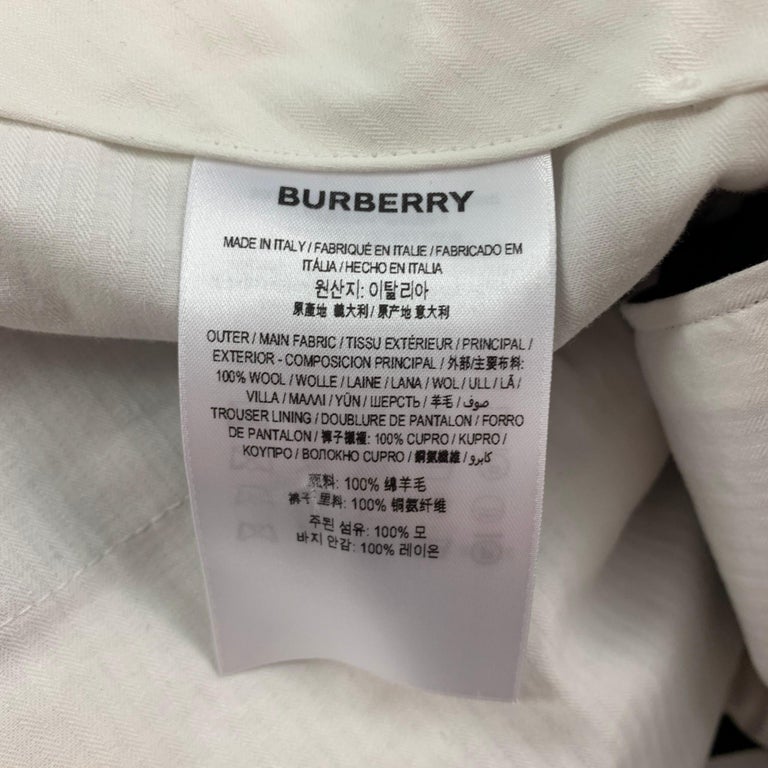 BURBERRY
MADE IN ITALY / FABRIQUÉ EN ITALIE / FABRICADO EM
ITÁLIA / HECHO EN ITALIA
원산지: 이탈리아
原產地 義大利 / 原产地 意大利
OUTER / MAIN FABRIC / TISSU EXTÉRIEUR / PRINCIPAL /
EXTERIOR - COMPOSICION PRINCIPAL / 外部/主要布料:
100% WOOL / WOLLE / LAINE / LANA / WOL / ULL / LÃ /
VILLA / ΜΑΛΛΙ / YÜN / ШЕРСТЬ / 羊毛 / صوف /
TROUSER LINING / DOUBLURE DE PANTALON / FORRO
DE PANTALON / 褲子襯裡: 100% CUPRO / KUPRO /
ΚΟΥΠΡΟ / ВОЛОКНО CUPRO / 銅氨纖維 / كابرو
面料: 100% 绵羊毛
裤子 里料: 100% 铜氨纤维
주된 섬유: 100% 모
바지 안감: 100% 레이온